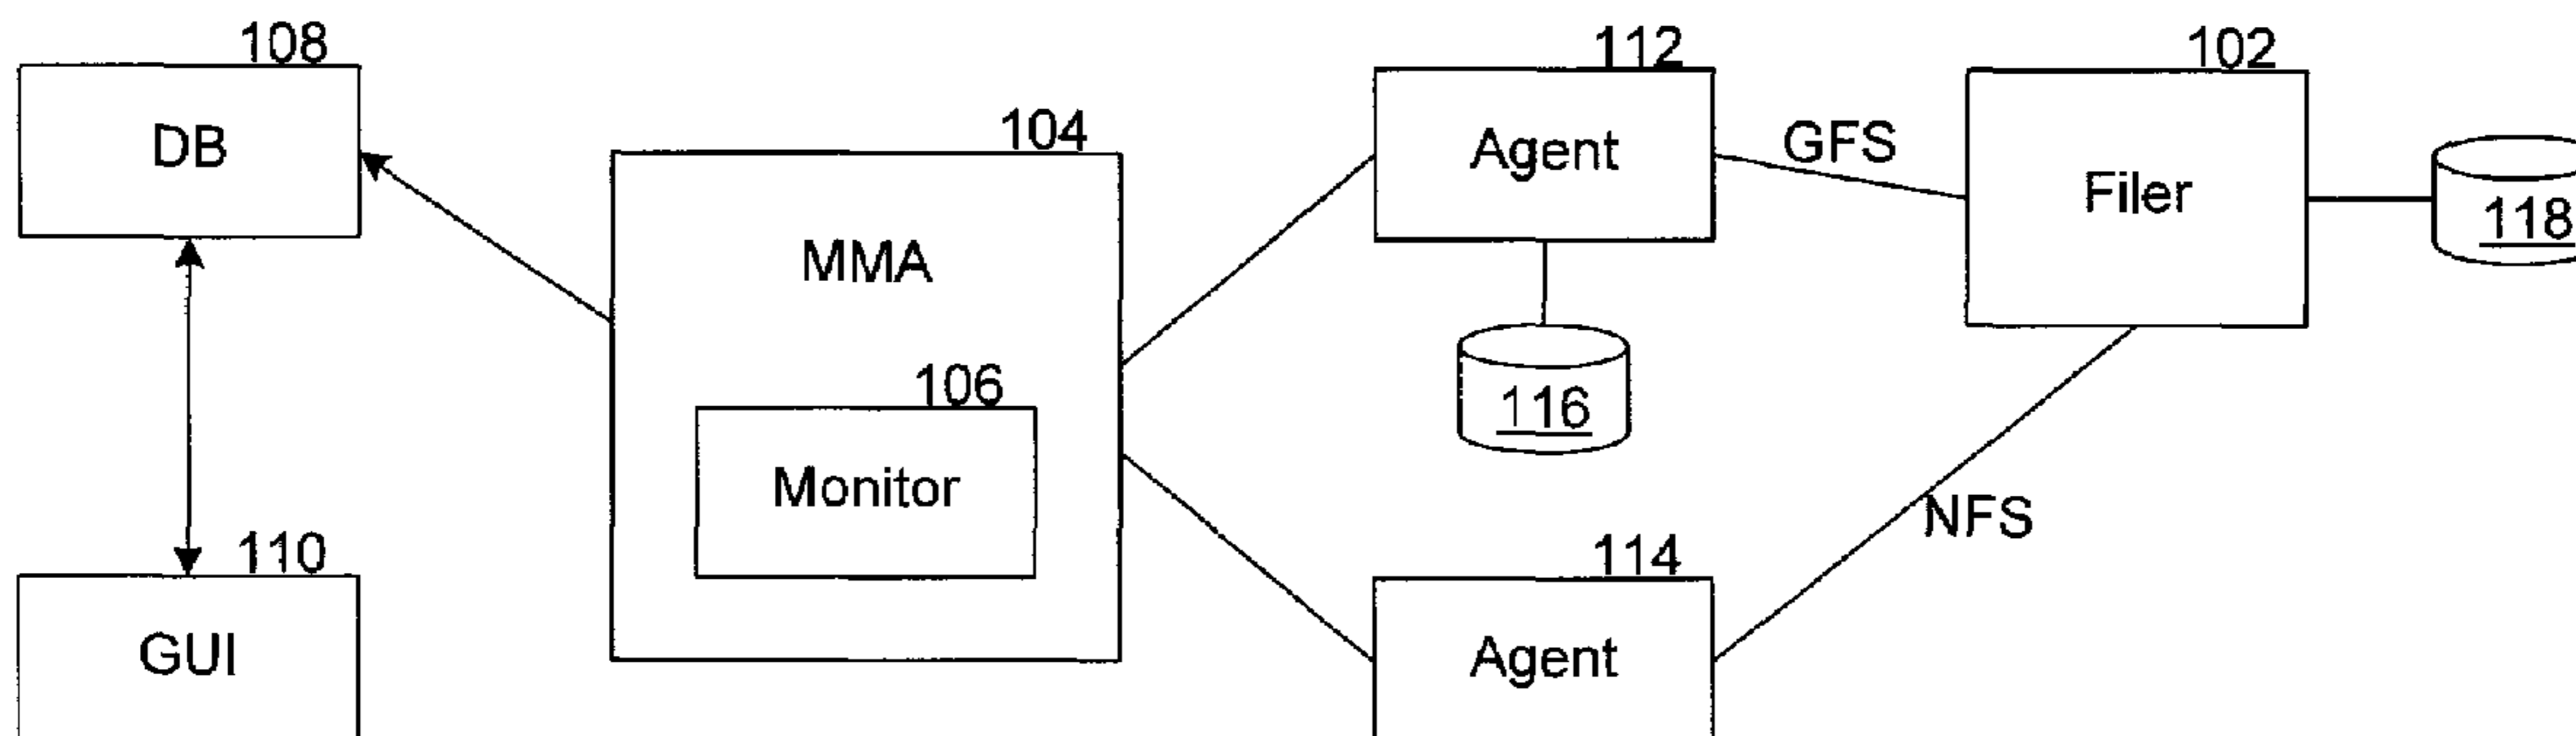 108
DB
104
MMA
106
Monitor
110
GUI
112
Agent
GFS
116
102
Filer
118
NFS
114
Agent